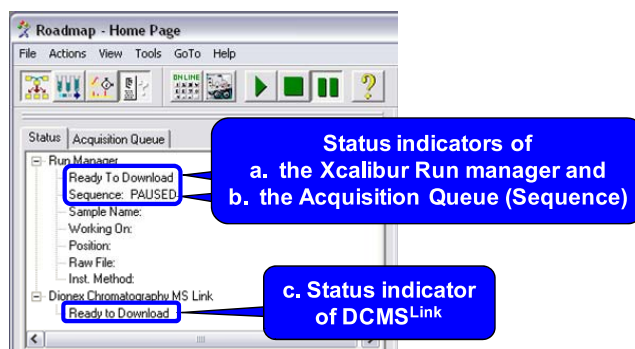 Roadmap - Home Page
File Actions View Tools GoTo Help
ON LINE
Status Acquisition Queue
Run Manager
Ready To Download
Sequence: PAUSED
Sample Name:
Working On:
Position:
Raw File:
Inst. Method:
Dionex Chromatography MS Link
Ready to Download
Status indicators of
a. the Xcalibur Run manager and
b. the Acquisition Queue (Sequence)
c. Status indicator
of DCMSLink